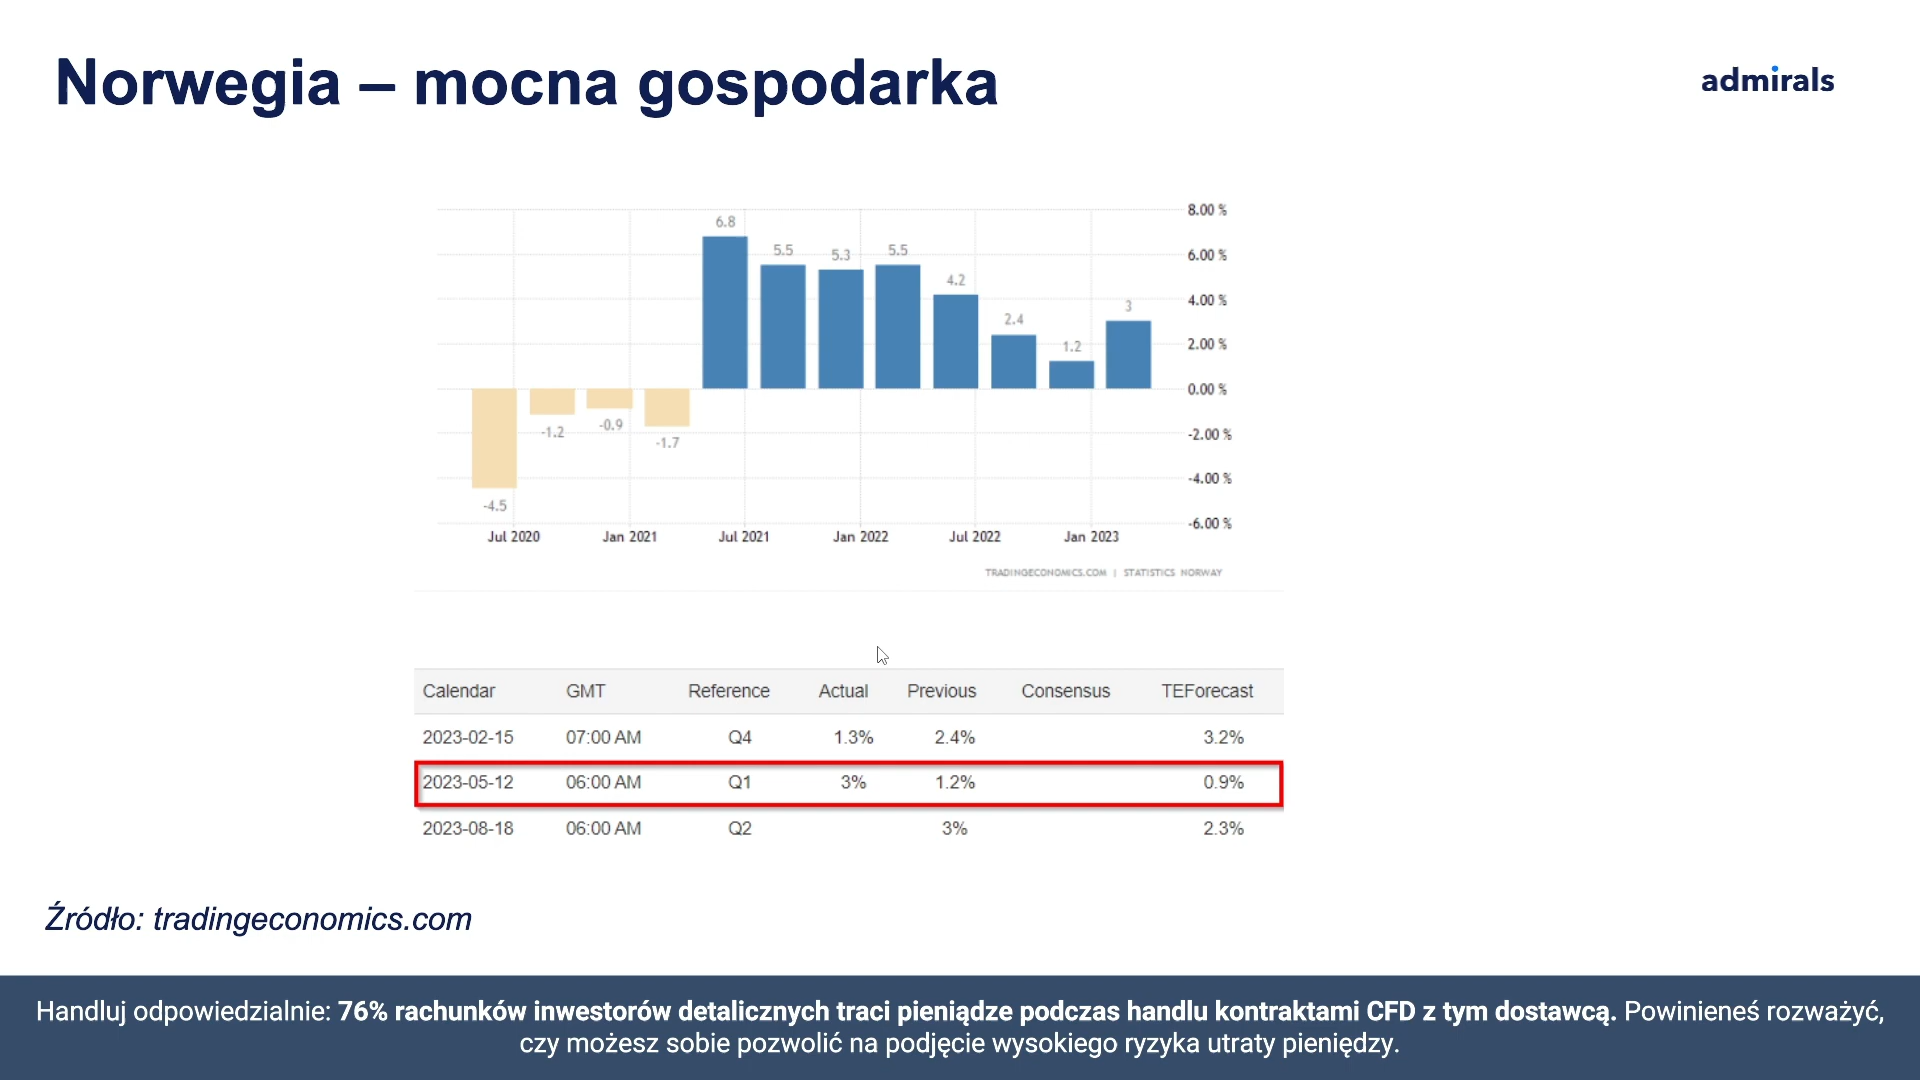 Norwegia – mocna gospodarka
admirals
8.00 %
6.00 %
4.00 %
2.00 %
0.00 %
-2.00 %
-4.00 %
-6.00 %
-4.5
-1.2
-0.9
-1.7
6.8
5.5
5.3
5.5
4.2
2.4
1.2
3
Jul 2020 Jan 2021 Jul 2021 Jan 2022 Jul 2022 Jan 2023
TRADINGECONOMICS.COM | STATISTICS NORWAY
Calendar GMT Reference Actual Previous Consensus TEForecast
2023-02-15 07:00 AM Q4 1.3% 2.4% 3.2%
2023-05-12 06:00 AM Q1 3% 1.2% 0.9%
2023-08-18 06:00 AM Q2 3% 2.3%
Źródło: tradingeconomics.com
Handluj odpowiedzialnie: 76% rachunków inwestorów detalicznych traci pieniądze podczas handlu kontraktami CFD z tym dostawcą. Powinieneś rozważyć,
czy możesz sobie pozwolić na podjęcie wysokiego ryzyka utraty pieniędzy.